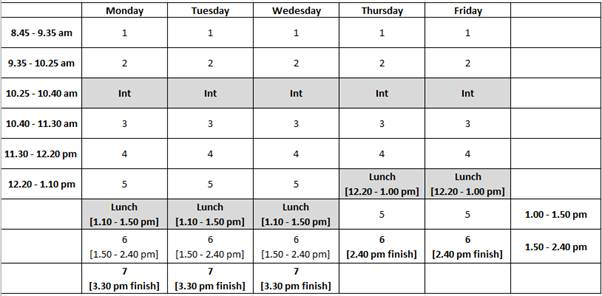 Monday Tuesday Wedesday Thursday Friday
8.45 - 9.35 am 1 1 1 1 1
9.35 - 10.25 am 2 2 2 2 2
10.25 - 10.40 am Int Int Int Int Int
10.40 - 11.30 am 3 3 3 3 3
11.30 - 12.20 pm 4 4 4 4 4
12.20 - 1.10 pm 5 5 5 Lunch Lunch
[12.20 - 1.00 pm] [12.20 - 1.00 pm]
Lunch Lunch Lunch 5 5 1.00 - 1.50 pm
[1.10 - 1.50 pm] [1.10 - 1.50 pm] [1.10 - 1.50 pm]
6 6 6 6 6 1.50 - 2.40 pm
[1.50 - 2.40 pm] [1.50 - 2.40 pm] [1.50 - 2.40 pm] [2.40 pm finish] [2.40 pm finish]
7 7 7
[3.30 pm finish] [3.30 pm finish] [3.30 pm finish]